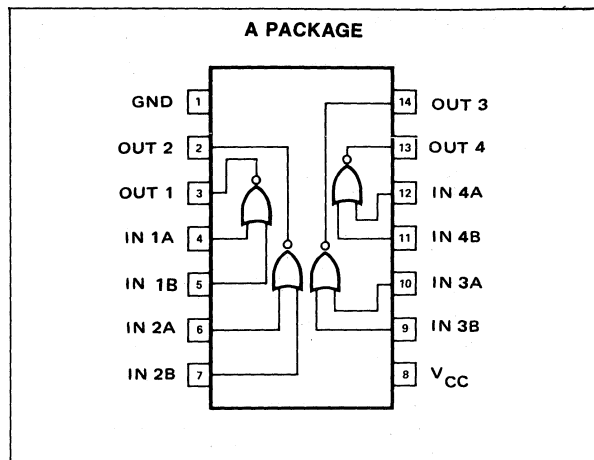 A PACKAGE
GND 1
OUT 2 2
OUT 1 3
IN 1A 4
IN 1B 5
IN 2A 6
IN 2B 7
14 OUT 3
13 OUT 4
12 IN 4A
11 IN 4B
10 IN 3A
9 IN 3B
8 VCC